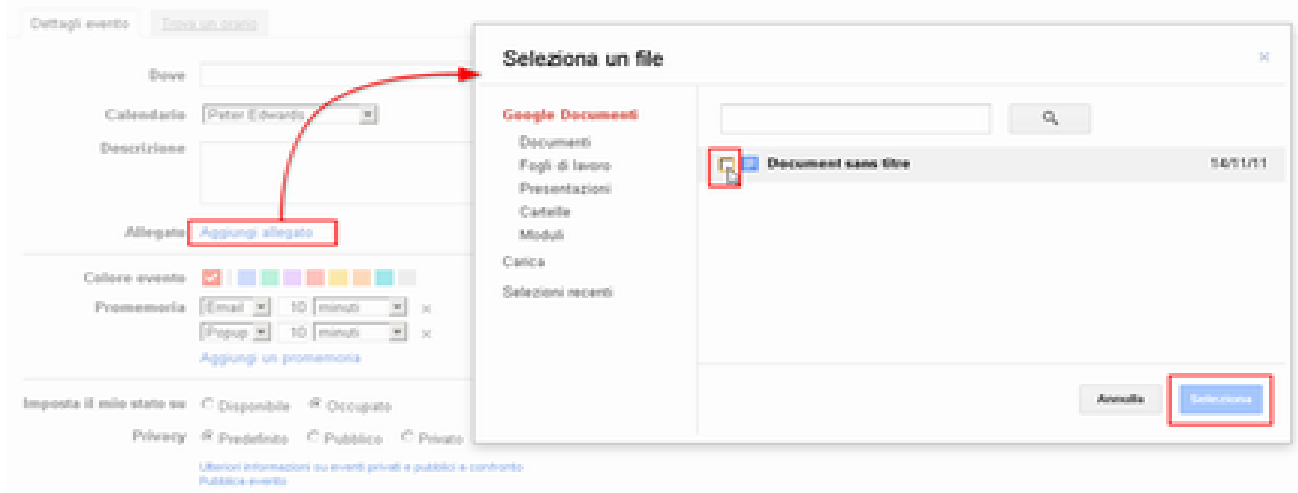 Dettagli evento
Trova un orario
Dove
Calendario
Peter Edwards
Descrizione
Allegato
Aggiungi allegato
Colore evento
Promemoria
Email
10
minuti
×
Popup
10
minuti
×
Aggiungi un promemoria
Imposta il mio stato su
Disponibile
Occupato
Privacy
Predefinito
Pubblico
Privato
Ulteriori informazioni su eventi privati e pubblici a confronto
Pubblica evento
Seleziona un file
×
Google Documenti
Documenti
Fogli di lavoro
Presentazioni
Cartelle
Moduli
Carica
Selezioni recenti
Document sans titre
14/11/11
Annulla
Seleziona